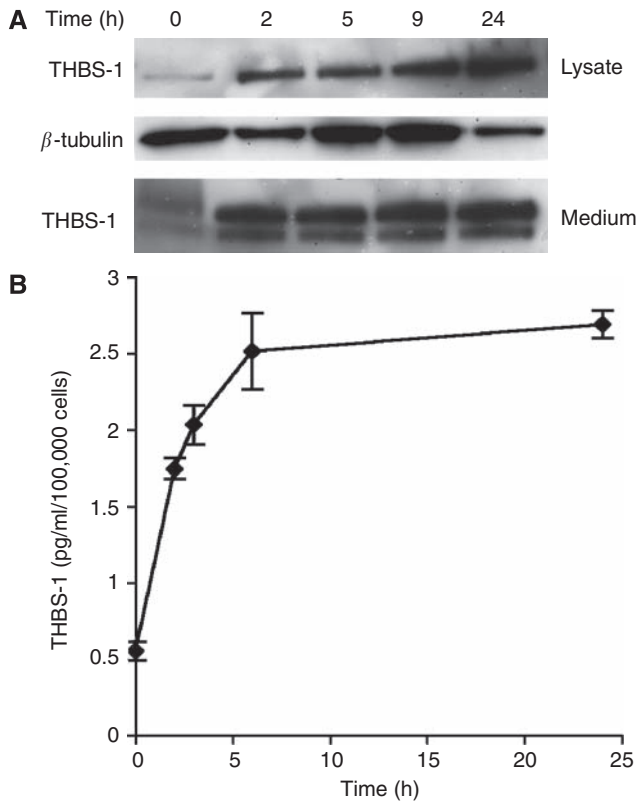 A Time (h) 0 2 5 9 24
THBS-1 Lysate
β-tubulin
THBS-1 Medium
B
3
2.5
2
1.5
1
0.5
0
THBS-1 (pg/ml/100,000 cells)
0 5 10 15 20 25
Time (h)